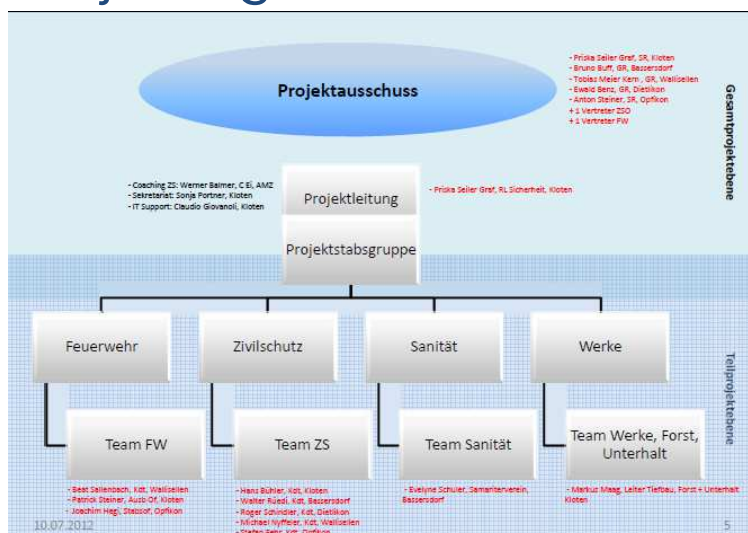 Projektausschuss
- Priska Seiler Graf, SR, Kloten
- Bruno Buff, GR, Bassersdorf
- Tobias Meier Kern , GR, Wallisellen
- Ewald Benz, GR, Dietlikon
- Anton Steiner, SR, Opfikon
+ 1 Vertreter ZSO
+ 1 Vertreter FW
Gesamtprojektebene
- Coaching ZS: Werner Balmer, C Ei, AMZ
- Sekretariat: Sonja Portner, Kloten
- IT Support: Claudio Giovanoli, Kloten
Projektleitung
- Priska Seiler Graf, RL Sicherheit, Kloten
Projektstabsgruppe
Feuerwehr
Zivilschutz
Sanität
Werke
Teilprojektebene
Team FW
Team ZS
Team Sanität
Team Werke, Forst,
Unterhalt
- Beat Sallenbach, Kdt, Wallisellen
- Patrick Steiner, Ausb Of, Kloten
- Joachim Hegi, Stabsof, Opfikon
- Hans Bühler, Kdt, Kloten
- Walter Rüedi, Kdt, Bassersdorf
- Roger Schindler, Kdt, Dietlikon
- Michael Nyffeler, Kdt, Wallisellen
- Stefan Fehr, Kdt, Opfikon
- Evelyne Schuler, Samariterverein,
Bassersdorf
- Markus Maag, Leiter Tiefbau, Forst + Unterhalt
Kloten
10.07.2012
5